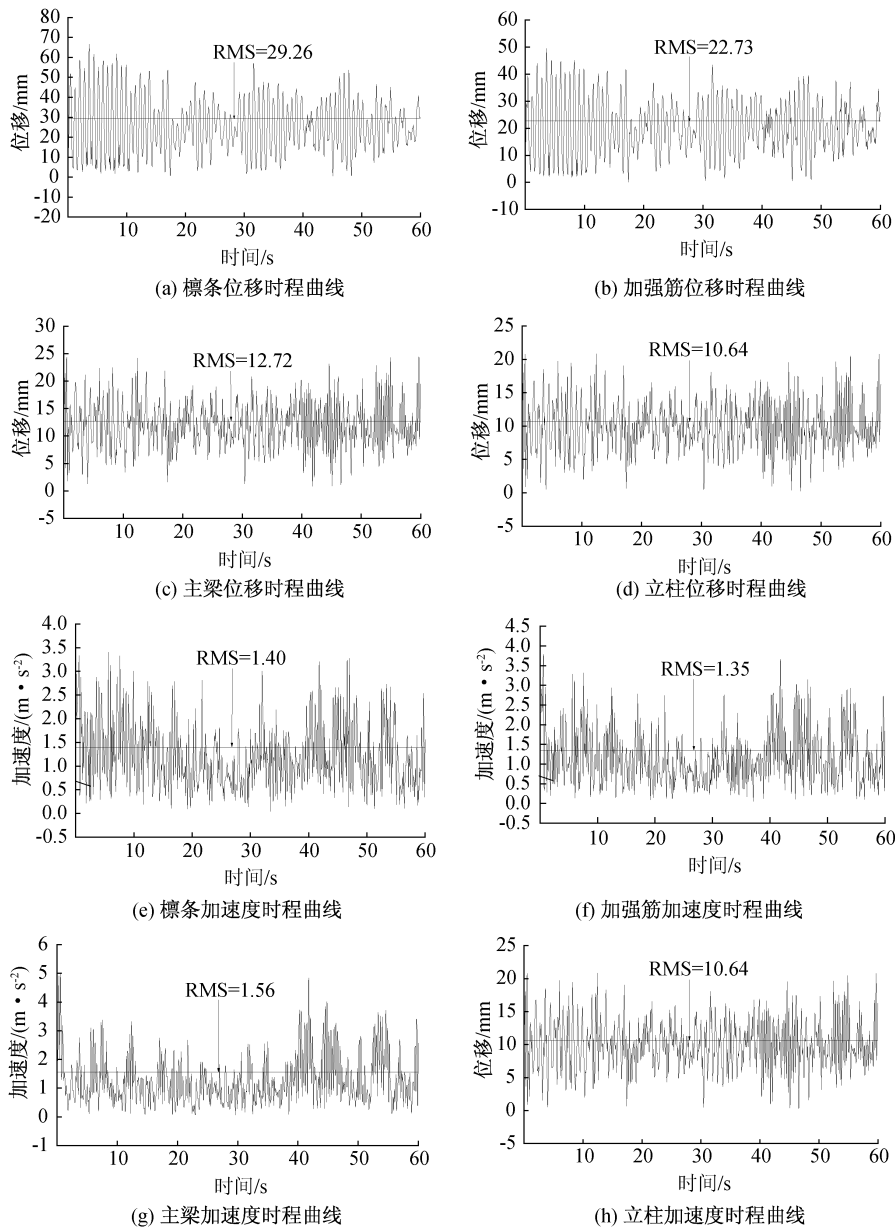 80
70
60
50
40
30
20
10
0
-10
-20
位移/mm
RMS=29.26
10 20 30 40 50 60
时间/s
(a) 檩条位移时程曲线
60
50
40
30
20
10
0
-10
位移/mm
RMS=22.73
10 20 30 40 50 60
时间/s
(b) 加强筋位移时程曲线
30
25
20
15
10
5
0
-5
位移/mm
RMS=12.72
10 20 30 40 50 60
时间/s
(c) 主梁位移时程曲线
25
20
15
10
5
0
-5
位移/mm
RMS=10.64
10 20 30 40 50 60
时间/s
(d) 立柱位移时程曲线
4.0
3.5
3.0
2.5
2.0
1.5
1.0
0.5
0.0
-0.5
加速度/(m·s⁻²)
RMS=1.40
10 20 30 40 50 60
时间/s
(e) 檩条加速度时程曲线
4.5
4.0
3.5
3.0
2.5
2.0
1.5
1.0
0.5
0.0
-0.5
加速度/(m·s⁻²)
RMS=1.35
10 20 30 40 50 60
时间/s
(f) 加强筋加速度时程曲线
6
5
4
3
2
1
0
-1
加速度/(m·s⁻²)
RMS=1.56
10 20 30 40 50 60
时间/s
(g) 主梁加速度时程曲线
25
20
15
10
5
0
-5
位移/mm
RMS=10.64
10 20 30 40 50 60
时间/s
(h) 立柱加速度时程曲线